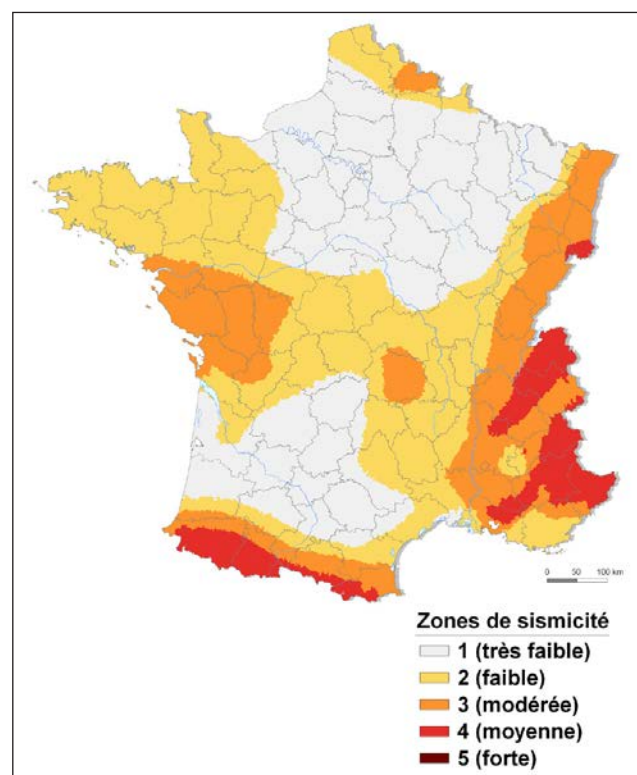 0 50 100 km
Zones de sismicité
1 (très faible)
2 (faible)
3 (modérée)
4 (moyenne)
5 (forte)